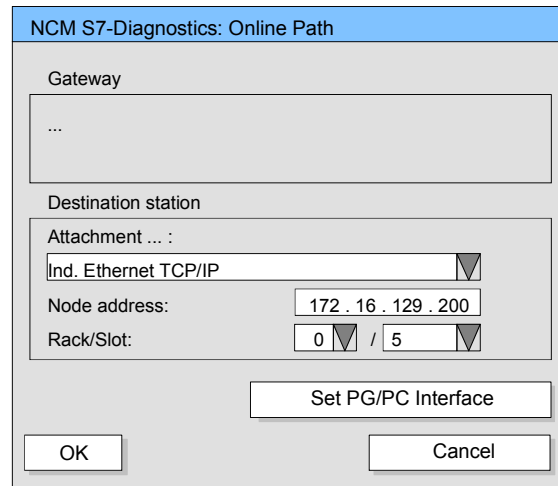 NCM S7-Diagnostics: Online Path
Gateway
...
Destination station
Attachment ... :
Ind. Ethernet TCP/IP
Node address: 172 . 16 . 129 . 200
Rack/Slot: 0 / 5
Set PG/PC Interface
OK Cancel